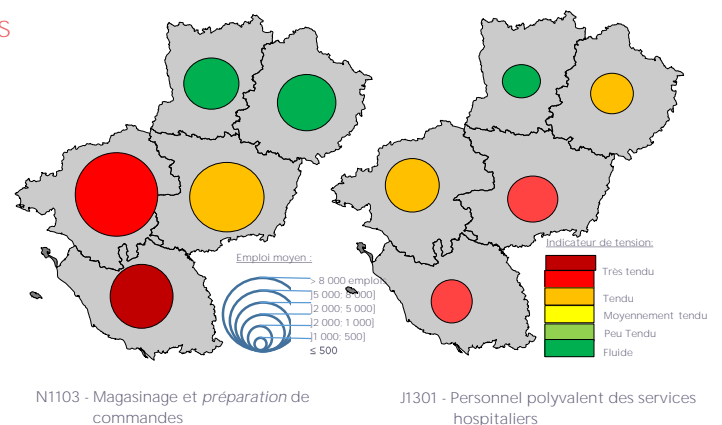 S
Emploi moyen :
> 8 000 emplois
]5 000; 8 000]
]2 000; 5 000]
]2 000; 1 000]
]1 000; 500]
≤ 500
Indicateur de tension:
Très tendu
Tendu
Moyennement tendu
Peu Tendu
Fluide
N1103 - Magasinage et préparation de
commandes
J1301 - Personnel polyvalent des services
hospitaliers